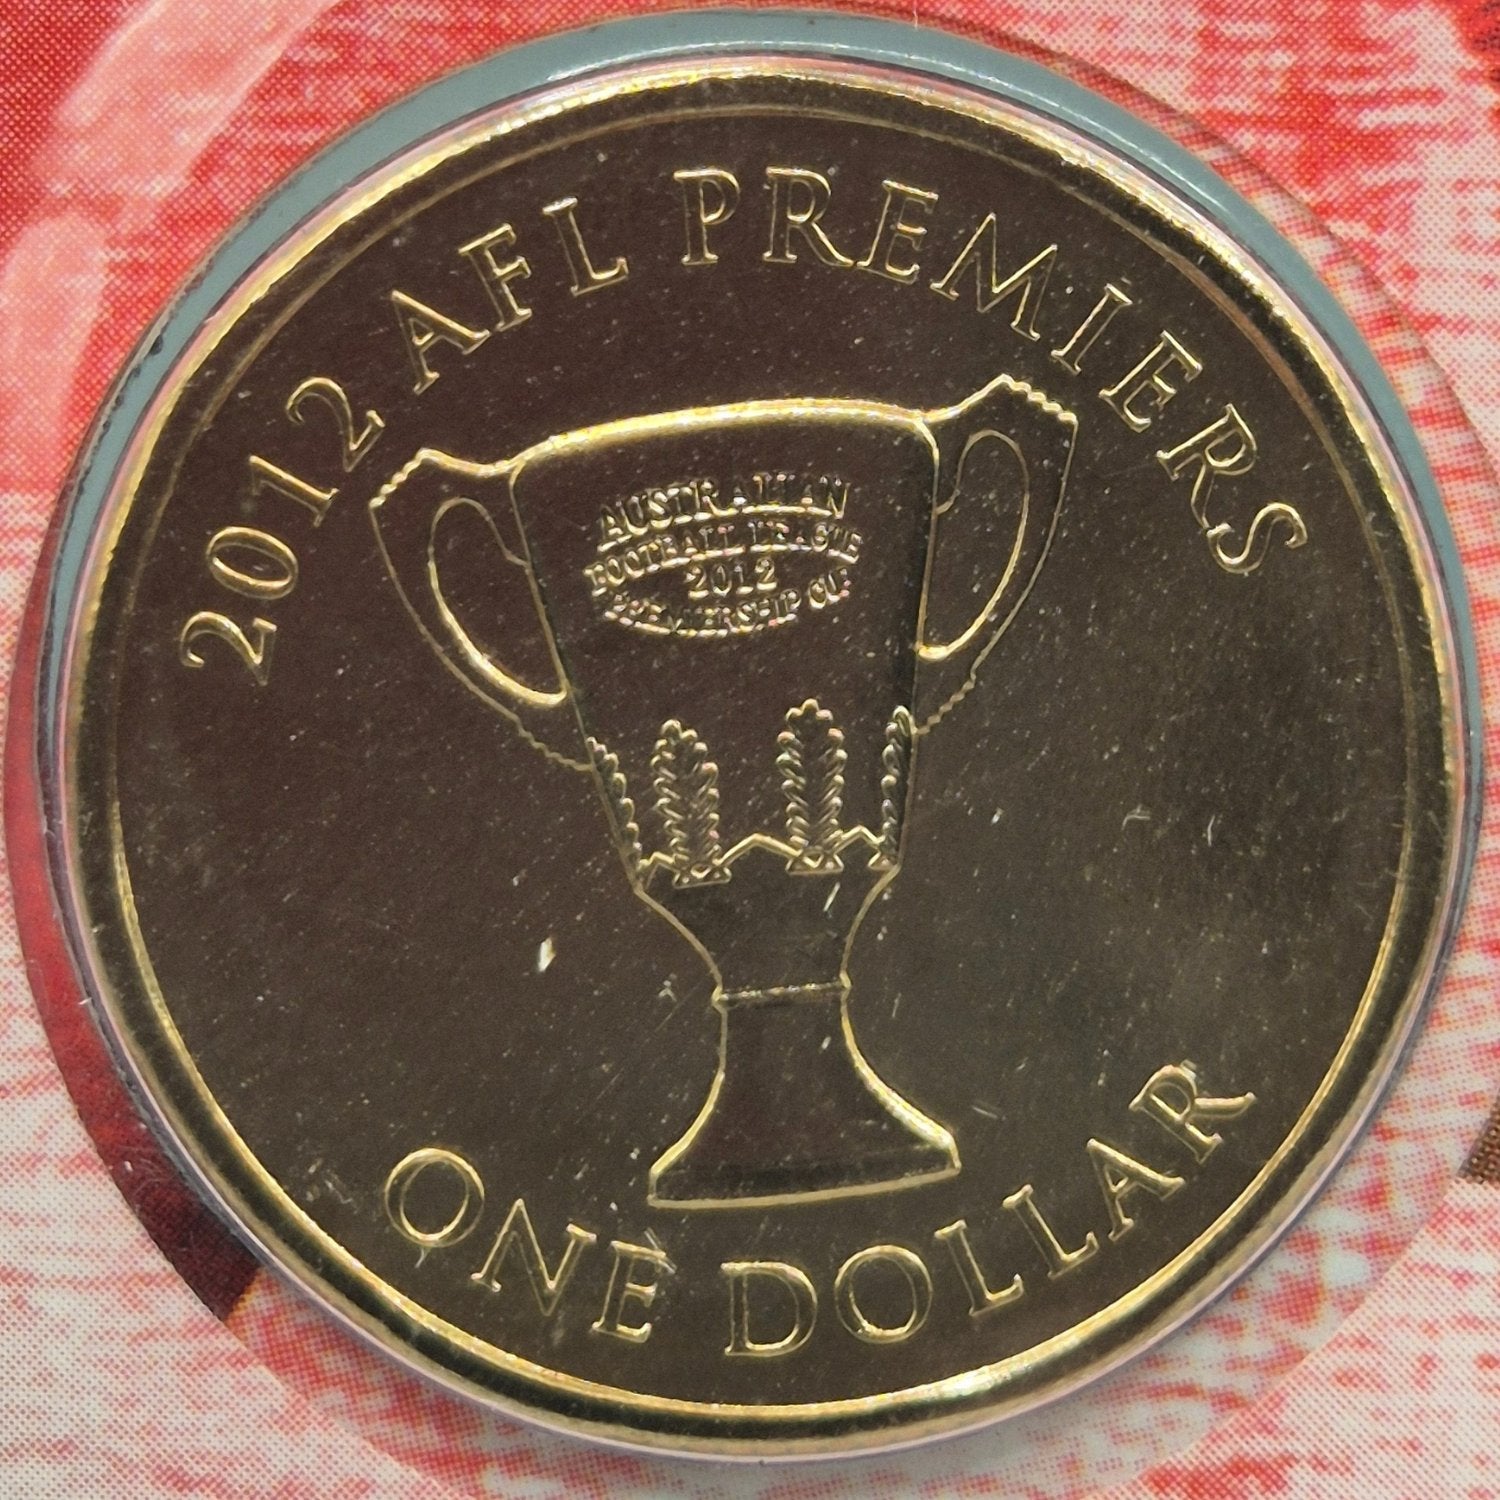 2012 AFL PREMIERS
AUSTRALIAN
FOOTBALL LEAGUE
2012
PREMIERSHIP CUP
ONE DOLLAR